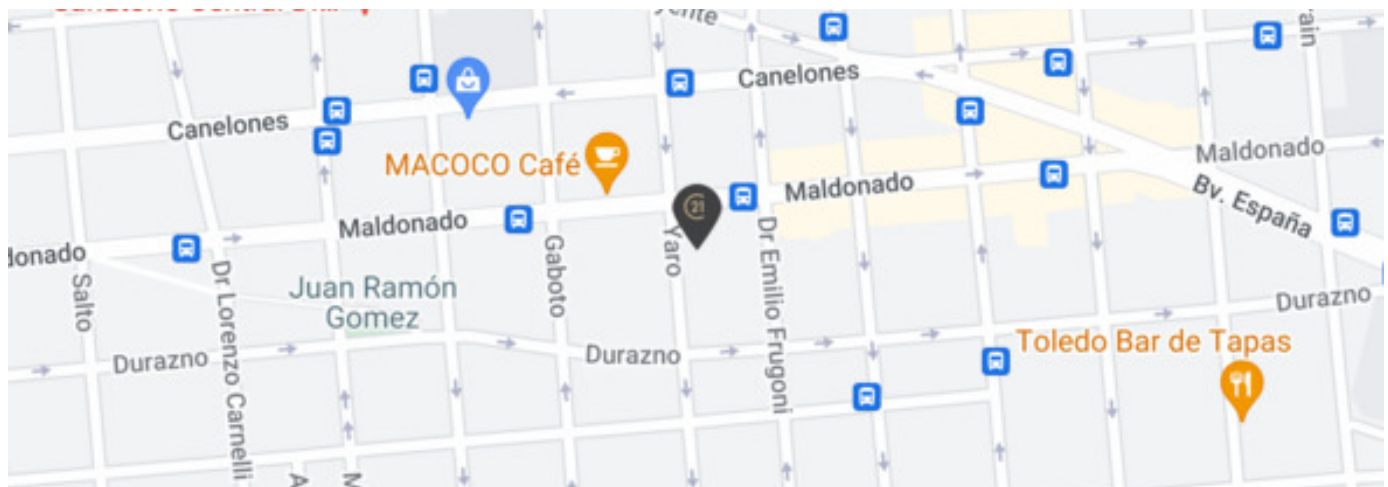 Canelones
Canelones
MACOCO Café
21
Maldonado
Maldonado
Maldonado
Bv. España
Salto
Dr. Lorenzo Carnelli
Juan Ramón
Gomez
Gaboto
Yaro
Dr Emilio Frugoni
Durazno
Durazno
Durazno
Toledo Bar de Tapas